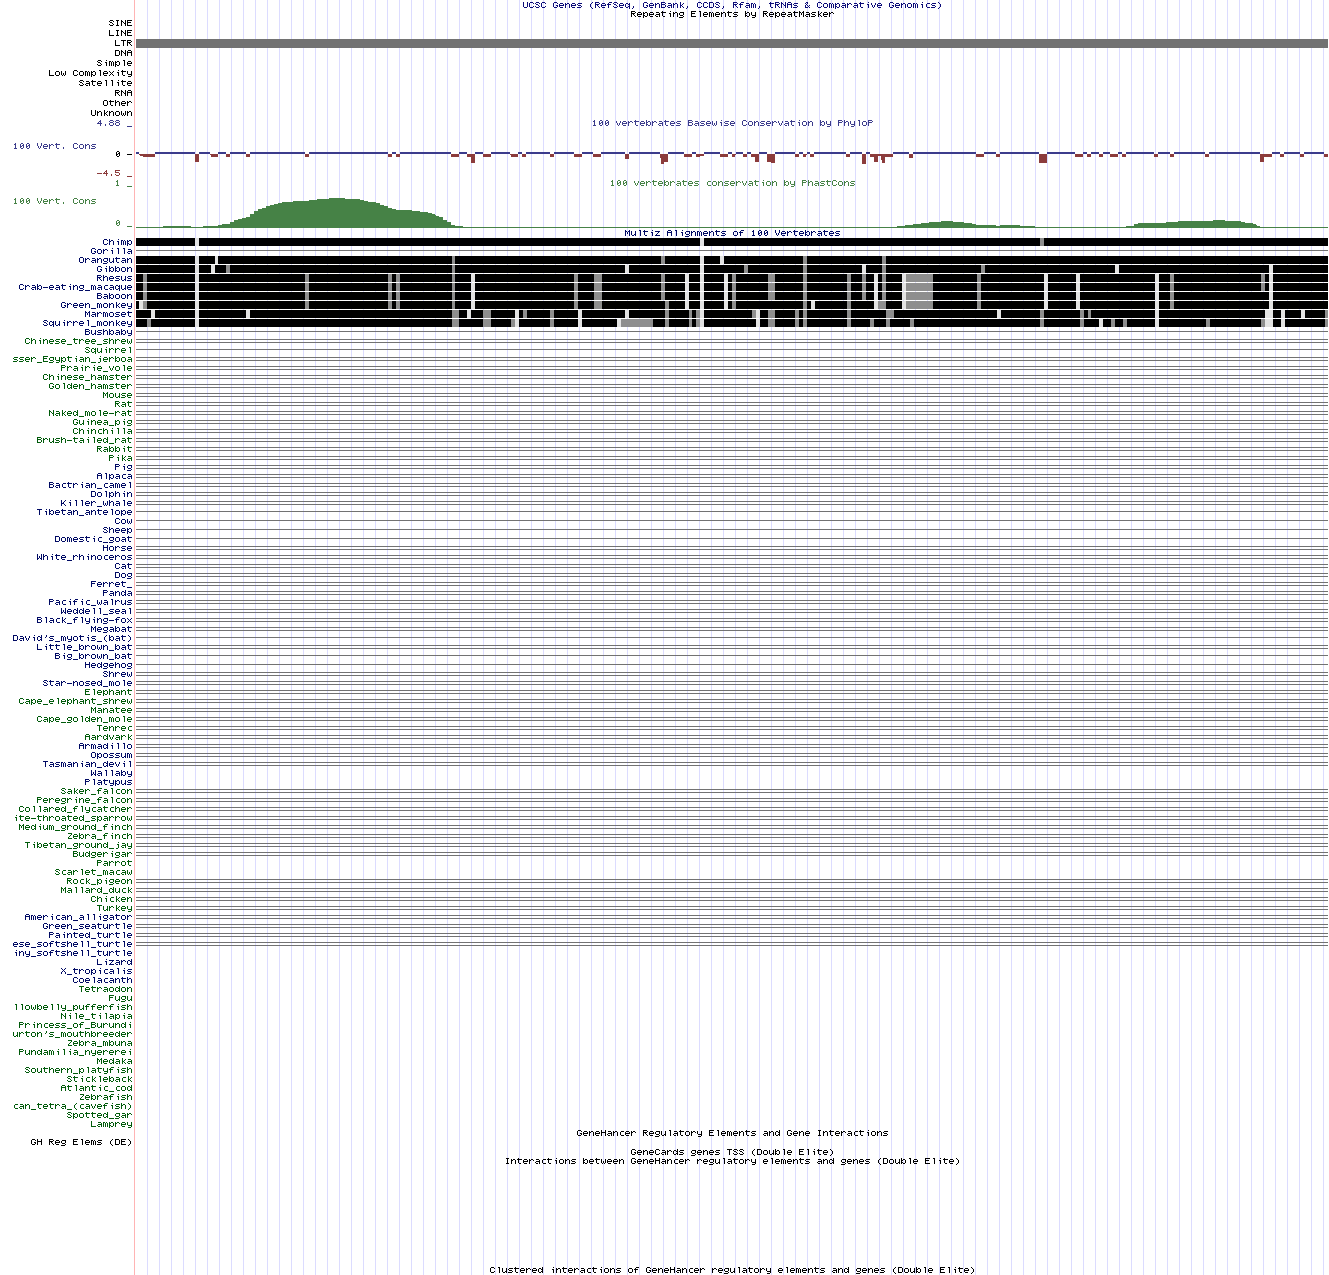 UCSC Genes (RefSeq, GenBank, CCDS, Rfam, tRNAs & Comparative Genomics)
Repeating Elements by RepeatMasker
SINE
LINE
LTR
DNA
Simple
Low Complexity
Satellite
RNA
Other
Unknown
4.88 _
100 vertebrates Basewise Conservation by PhyloP
100 Vert. Cons
0 -
-4.5 _
1 _
100 vertebrates conservation by PhastCons
100 Vert. Cons
0 _
Multiz Alignments of 100 Vertebrates
Chimp
Gorilla
Orangutan
Gibbon
Rhesus
Crab-eating_macaque
Baboon
Green_monkey
Marmoset
Squirrel_monkey
Bushbaby
Chinese_tree_shrew
Squirrel
sser_Egyptian_jerboa
Prairie_vole
Chinese_hamster
Golden_hamster
Mouse
Rat
Naked_mole-rat
Guinea_pig
Chinchilla
Brush-tailed_rat
Rabbit
Pika
Pig
Alpaca
Bactrian_camel
Dolphin
Killer_whale
Tibetan_antelope
Cow
Sheep
Domestic_goat
Horse
White_rhinoceros
Cat
Dog
Ferret_
Panda
Pacific_walrus
Weddell_seal
Black_flying-fox
Megabat
David's_myotis_(bat)
Little_brown_bat
Big_brown_bat
Hedgehog
Shrew
Star-nosed_mole
Elephant
Cape_elephant_shrew
Manatee
Cape_golden_mole
Tenrec
Aardvark
Armadillo
Opossum
Tasmanian_devil
Wallaby
Platypus
Saker_falcon
Peregrine_falcon
Collared_flycatcher
ite-throated_sparrow
Medium_ground_finch
Zebra_finch
Tibetan_ground_jay
Budgerigar
Parrot
Scarlet_macaw
Rock_pigeon
Mallard_duck
Chicken
Turkey
American_alligator
Green_seaturtle
Painted_turtle
ese_softshell_turtle
iny_softshell_turtle
Lizard
X_tropicalis
Coelacanth
Tetraodon
Fugu
llowbelly_pufferfish
Nile_tilapia
Princess_of_Burundi
urton's_mouthbreeder
Zebra_mbuna
Pundamilia_nyererei
Medaka
Southern_platyfish
Stickleback
Atlantic_cod
Zebrafish
can_tetra_(cavefish)
Spotted_gar
Lamprey
GeneHancer Regulatory Elements and Gene Interactions
GH Reg Elems (DE)
GeneCards genes TSS (Double Elite)
Interactions between GeneHancer regulatory elements and genes (Double Elite)
Clustered interactions of GeneHancer regulatory elements and genes (Double Elite)